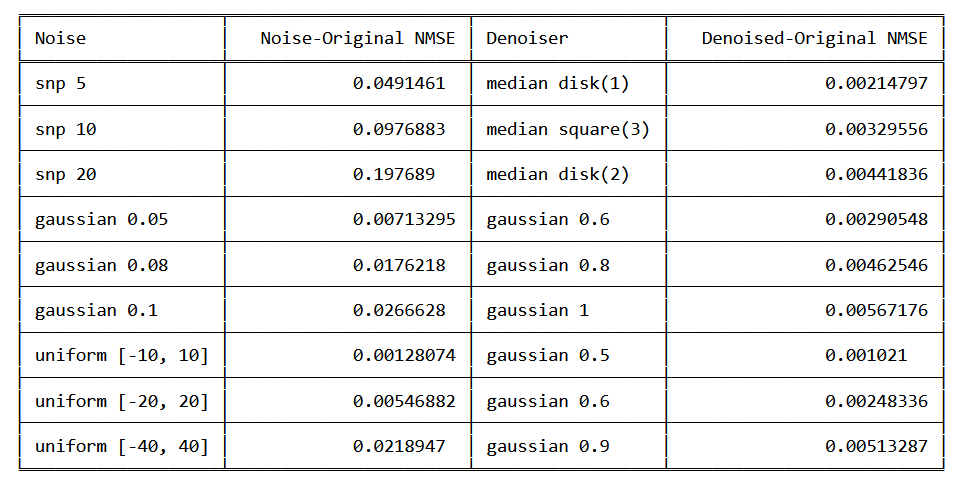 Noise Noise-Original NMSE Denoiser Denoised-Original NMSE
snp 5 0.0491461 median disk(1) 0.00214797
snp 10 0.0976883 median square(3) 0.00329556
snp 20 0.197689 median disk(2) 0.00441836
gaussian 0.05 0.00713295 gaussian 0.6 0.00290548
gaussian 0.08 0.0176218 gaussian 0.8 0.00462546
gaussian 0.1 0.0266628 gaussian 1 0.00567176
uniform [-10, 10] 0.00128074 gaussian 0.5 0.001021
uniform [-20, 20] 0.00546882 gaussian 0.6 0.00248336
uniform [-40, 40] 0.0218947 gaussian 0.9 0.00513287